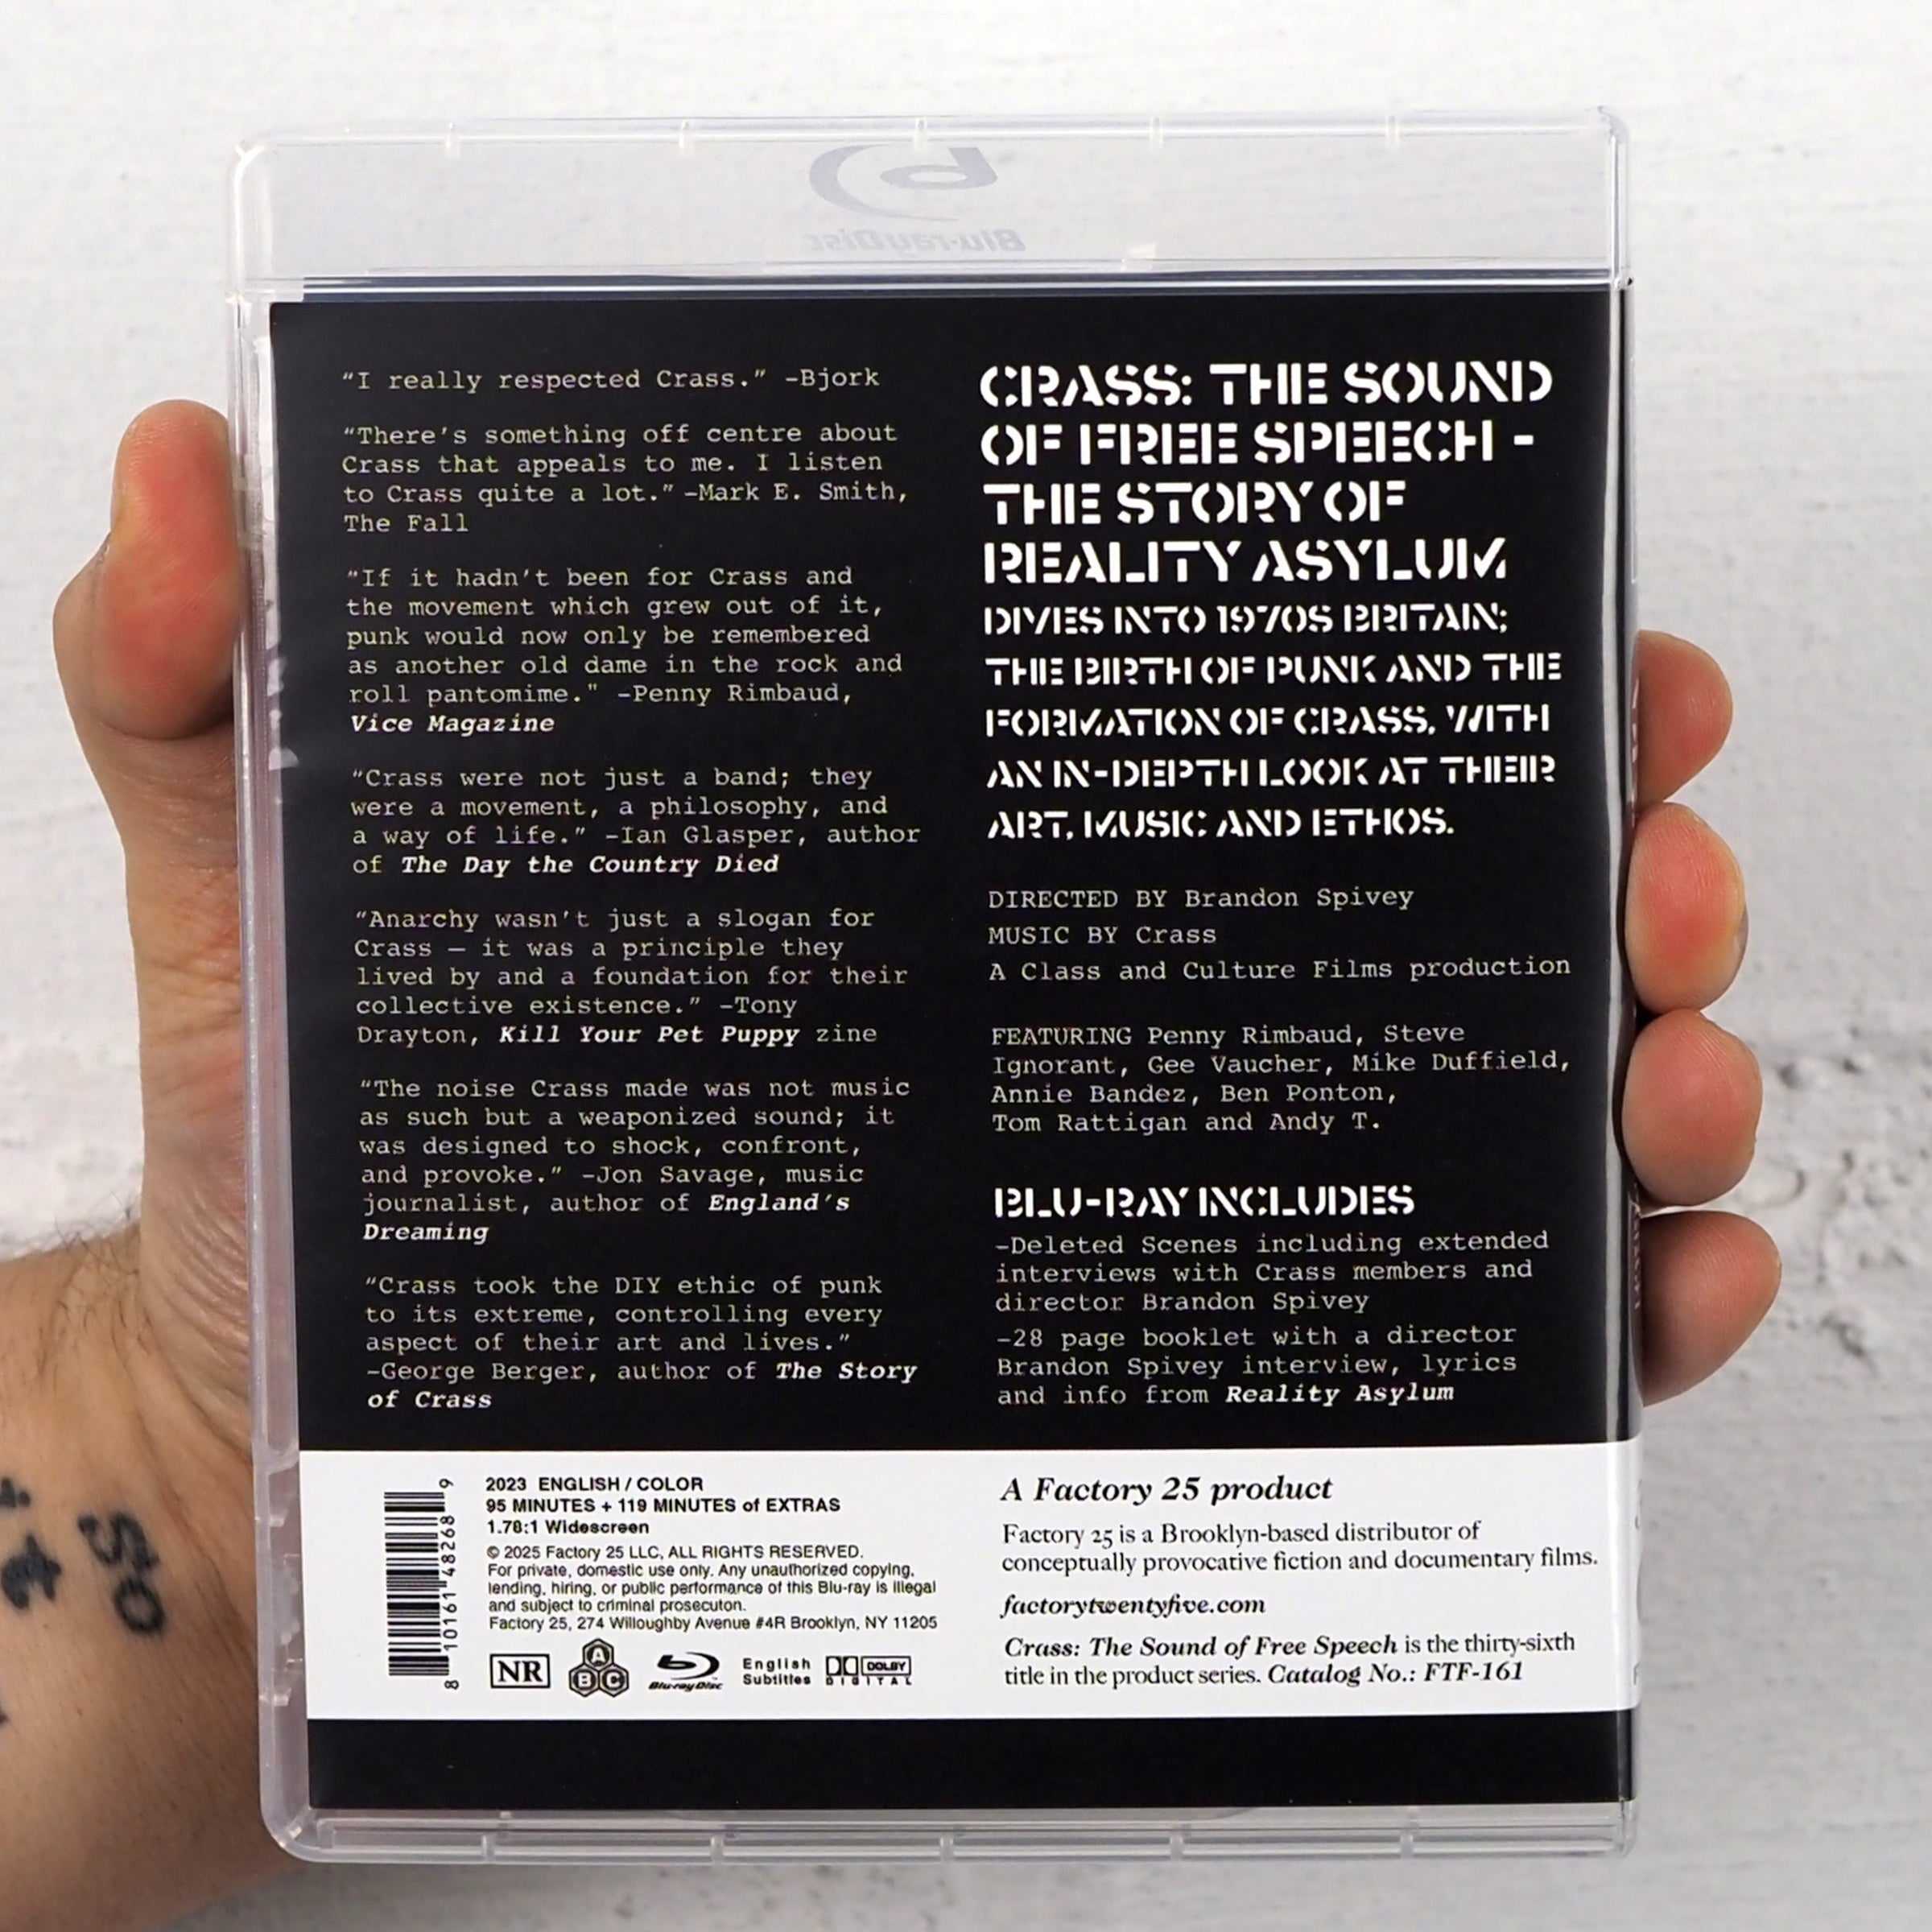 Blu-ray Disc
"I really respected Crass." -Bjork
"There's something off centre about
Crass that appeals to me. I listen
to Crass quite a lot." -Mark E. Smith,
The Fall
"If it hadn't been for Crass and
the movement which grew out of it,
punk would now only be remembered
as another old dame in the rock and
roll pantomime." -Penny Rimbaud,
Vice Magazine
"Crass were not just a band; they
were a movement, a philosophy, and
a way of life." -Ian Glasper, author
of The Day the Country Died
"Anarchy wasn't just a slogan for
Crass — it was a principle they
lived by and a foundation for their
collective existence." -Tony
Drayton, Kill Your Pet Puppy zine
"The noise Crass made was not music
as such but a weaponized sound; it
was designed to shock, confront,
and provoke." -Jon Savage, music
journalist, author of England's
Dreaming
"Crass took the DIY ethic of punk
to its extreme, controlling every
aspect of their art and lives."
-George Berger, author of The Story
of Crass
CRASS: THE SOUND
OF FREE SPEECH -
THE STORY OF
REALITY ASYLUM
DIVES INTO 1970S BRITAIN;
THE BIRTH OF PUNK AND THE
FORMATION OF CRASS. WITH
AN IN-DEPTH LOOK AT THEIR
ART, MUSIC AND ETHOS.
DIRECTED BY Brandon Spivey
MUSIC BY Crass
A Class and Culture Films production
FEATURING Penny Rimbaud, Steve
Ignorant, Gee Vaucher, Mike Duffield,
Annie Bandez, Ben Ponton,
Tom Rattigan and Andy T.
BLU-RAY INCLUDES
-Deleted Scenes including extended
interviews with Crass members and
director Brandon Spivey
-28 page booklet with a director
Brandon Spivey interview, lyrics
and info from Reality Asylum
8 10161 48268 9
2023 ENGLISH / COLOR
95 MINUTES + 119 MINUTES of EXTRAS
1.78:1 Widescreen
© 2025 Factory 25 LLC, ALL RIGHTS RESERVED.
For private, domestic use only. Any unauthorized copying,
lending, hiring, or public performance of this Blu-ray is illegal
and subject to criminal prosecuton.
Factory 25, 274 Willoughby Avenue #4R Brooklyn, NY 11205
NR
A
B C
Blu-ray Disc
English
Subtitles
DOLBY
DIGITAL
A Factory 25 product
Factory 25 is a Brooklyn-based distributor of
conceptually provocative fiction and documentary films.
factorytwentyfive.com
Crass: The Sound of Free Speech is the thirty-sixth
title in the product series. Catalog No.: FTF-161